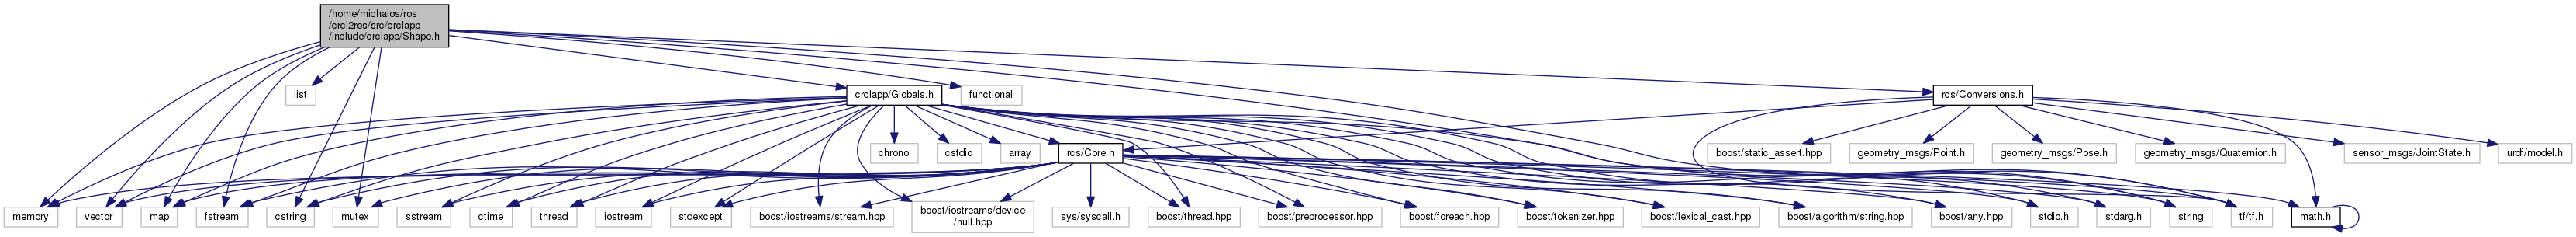 /home/michalos/ros
/crcl2ros/src/crclapp
/include/crclapp/Shape.h
list
crclapp/Globals.h
functional
rcs/Conversions.h
chrono
cstdio
array
rcs/Core.h
boost/static_assert.hpp
geometry_msgs/Point.h
geometry_msgs/Pose.h
geometry_msgs/Quaternion.h
sensor_msgs/JointState.h
urdf/model.h
memory
vector
map
fstream
cstring
mutex
sstream
ctime
thread
iostream
stdexcept
boost/iostreams/stream.hpp
boost/iostreams/device
/null.hpp
sys/syscall.h
boost/thread.hpp
boost/preprocessor.hpp
boost/foreach.hpp
boost/tokenizer.hpp
boost/lexical_cast.hpp
boost/algorithm/string.hpp
boost/any.hpp
stdio.h
stdarg.h
string
tf/tf.h
math.h